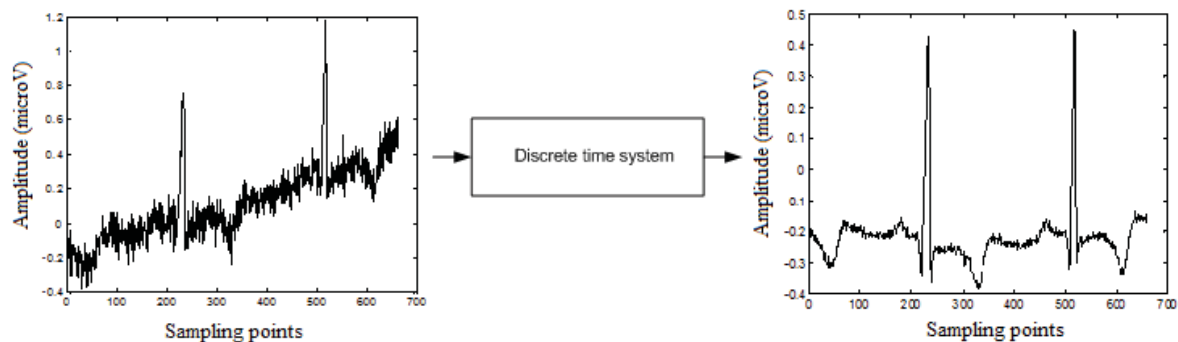 1.2
1
0.8
0.6
0.4
0.2
0
-0.2
-0.4
Amplitude (microV)
0 100 200 300 400 500 600 700
Sampling points
Discrete time system
0.5
0.4
0.3
0.2
0.1
0
-0.1
-0.2
-0.3
-0.4
Amplitude (microV)
0 100 200 300 400 500 600 700
Sampling points